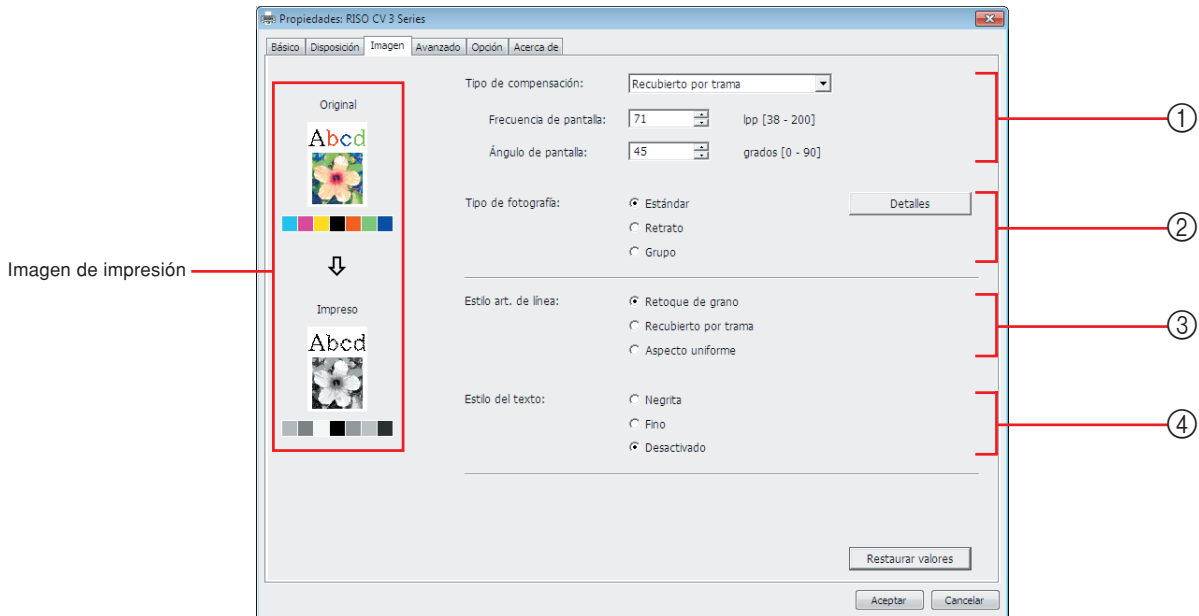 Propiedades: RISO CV 3 Series
Básico Disposición Imagen Avanzado Opción Acerca de
Imagen de impresión
Original
Abcd
Impreso
Abcd
Tipo de compensación: Recubierto por trama
Frecuencia de pantalla: 71 lpp [38 - 200]
Ángulo de pantalla: 45 grados [0 - 90]
①
Tipo de fotografía: Estándar Detalles
Retrato
Grupo
②
Estilo art. de línea: Retoque de grano
Recubierto por trama
Aspecto uniforme
③
Estilo del texto: Negrita
Fino
Desactivado
④
Restaurar valores
Aceptar Cancelar